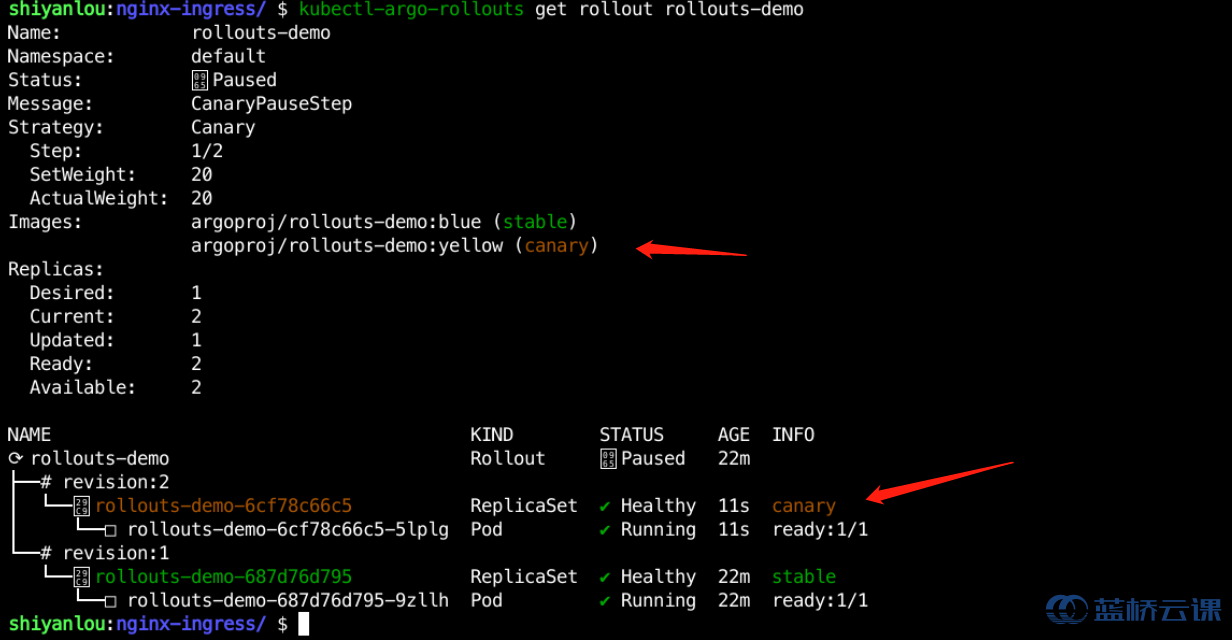 shiyanlou:nginx-ingress/ $ kubectl-argo-rollouts get rollout rollouts-demo
Name:            rollouts-demo
Namespace:       default
Status:          ॥ Paused
Message:         CanaryPauseStep
Strategy:        Canary
  Step:          1/2
  SetWeight:     20
  ActualWeight:  20
Images:          argoproj/rollouts-demo:blue (stable)
                 argoproj/rollouts-demo:yellow (canary)
Replicas:
  Desired:       1
  Current:       2
  Updated:       1
  Ready:         2
  Available:     2
NAME                                       KIND        STATUS     AGE  INFO
⟳ rollouts-demo                            Rollout     ॥ Paused   22m
├──# revision:2
│  └──⧉ rollouts-demo-6cf78c66c5           ReplicaSet  ✔ Healthy  11s  canary
│     └──□ rollouts-demo-6cf78c66c5-5lplg  Pod         ✔ Running  11s  ready:1/1
└──# revision:1
   └──⧉ rollouts-demo-687d76d795           ReplicaSet  ✔ Healthy  22m  stable
      └──□ rollouts-demo-687d76d795-9zllh  Pod         ✔ Running  22m  ready:1/1
shiyanlou:nginx-ingress/ $
蓝桥云课